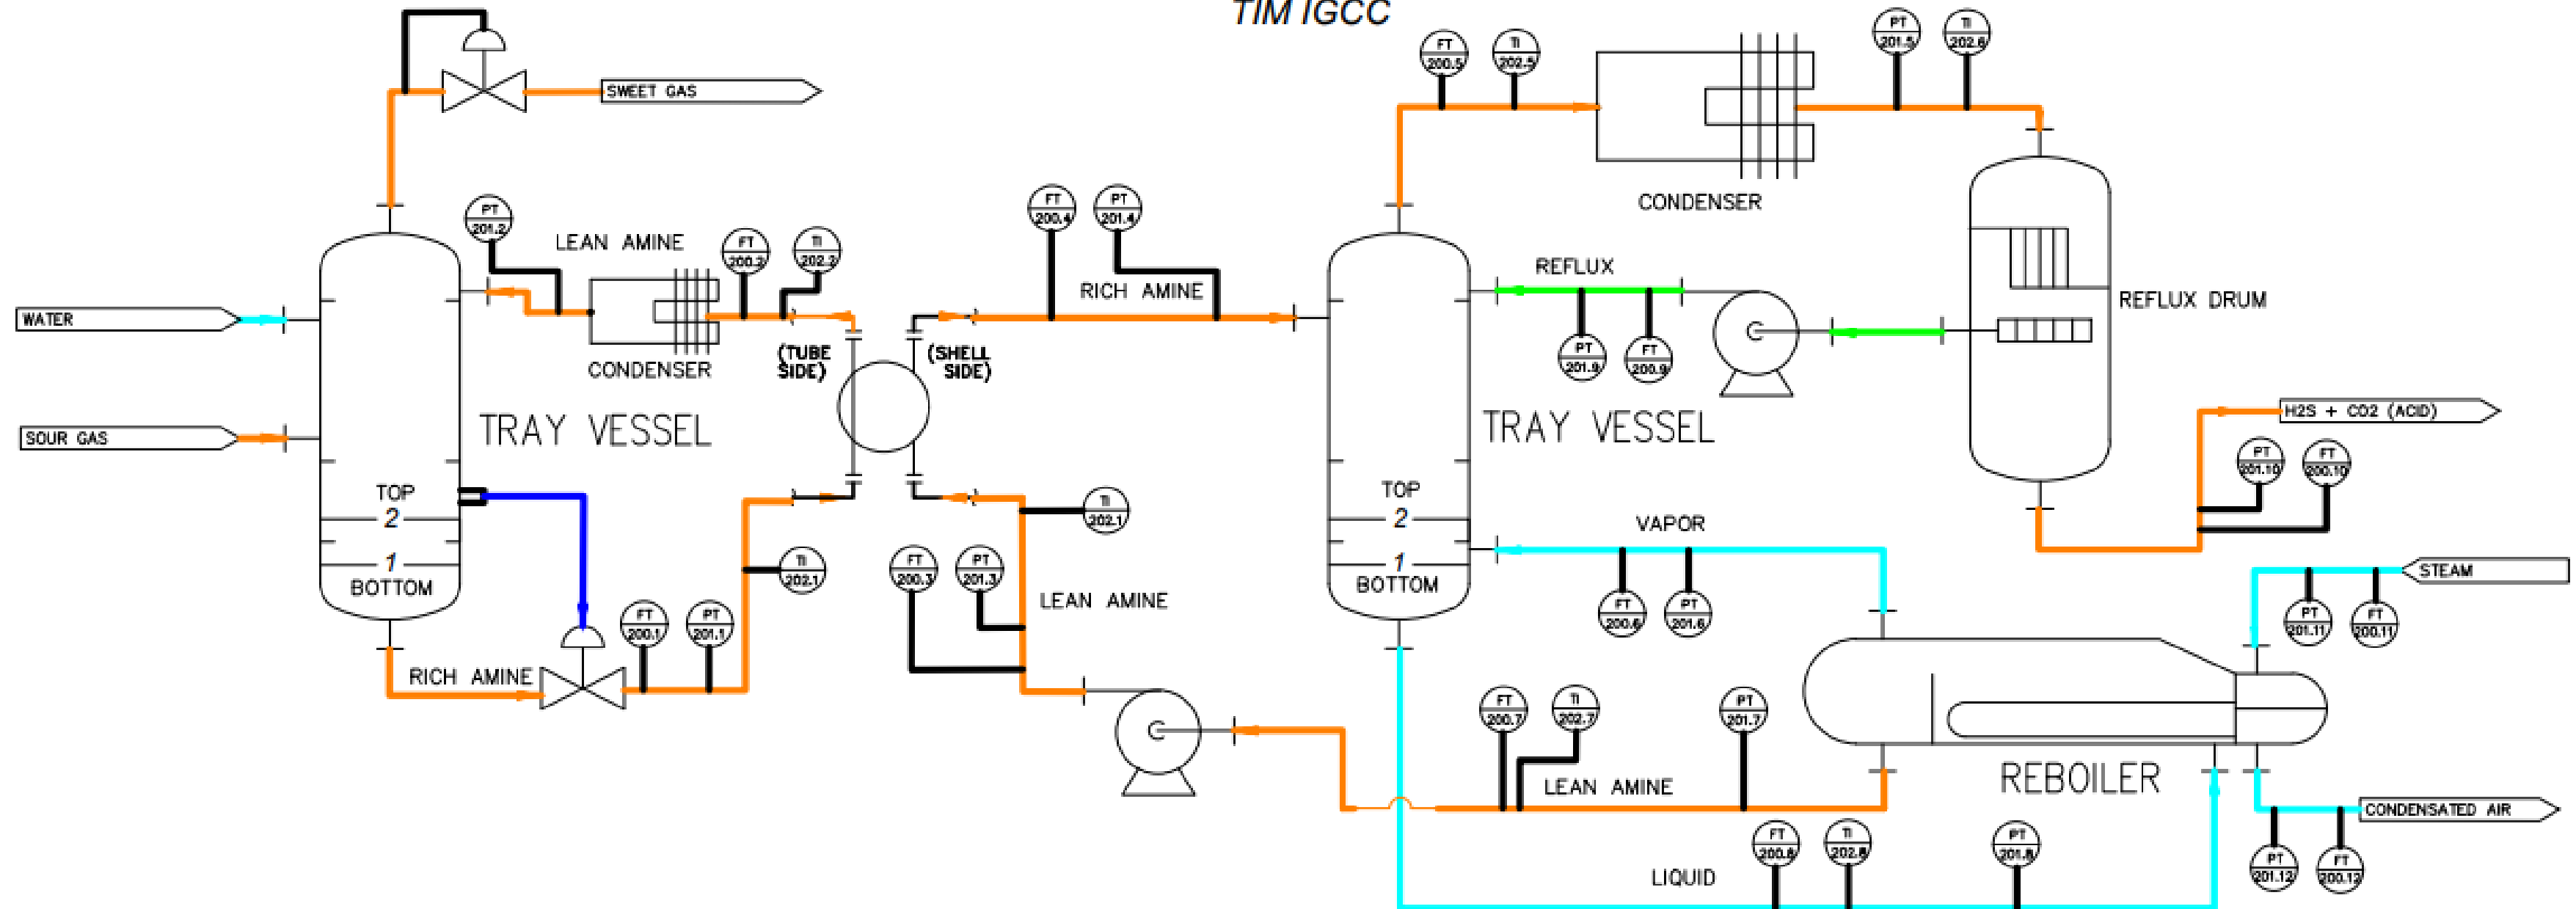 TIM IGCC
SWEET GAS
FT
200.5
TI
202.5
PT
201.5
TI
202.6
CONDENSER
PT
201.2
LEAN AMINE
FT
200.2
TI
202.2
FT
200.4
PT
201.4
RICH AMINE
REFLUX
REFLUX DRUM
WATER
CONDENSER
(TUBE
SIDE)
(SHELL
SIDE)
C
PT
201.9
FT
200.9
SOUR GAS
TRAY VESSEL
TRAY VESSEL
H2S + CO2 (ACID)
PT
201.10
FT
200.10
TOP
2
1
BOTTOM
TI
202.1
TOP
2
1
BOTTOM
VAPOR
TI
202.1
FT
200.3
PT
201.3
LEAN AMINE
FT
200.6
PT
201.6
STEAM
PT
201.11
FT
200.11
FT
200.1
PT
201.1
RICH AMINE
C
FT
200.7
TI
202.7
PT
201.7
LEAN AMINE
REBOILER
CONDENSATED AIR
FT
200.8
TI
202.8
PT
201.8
LIQUID
PT
201.12
FT
200.12